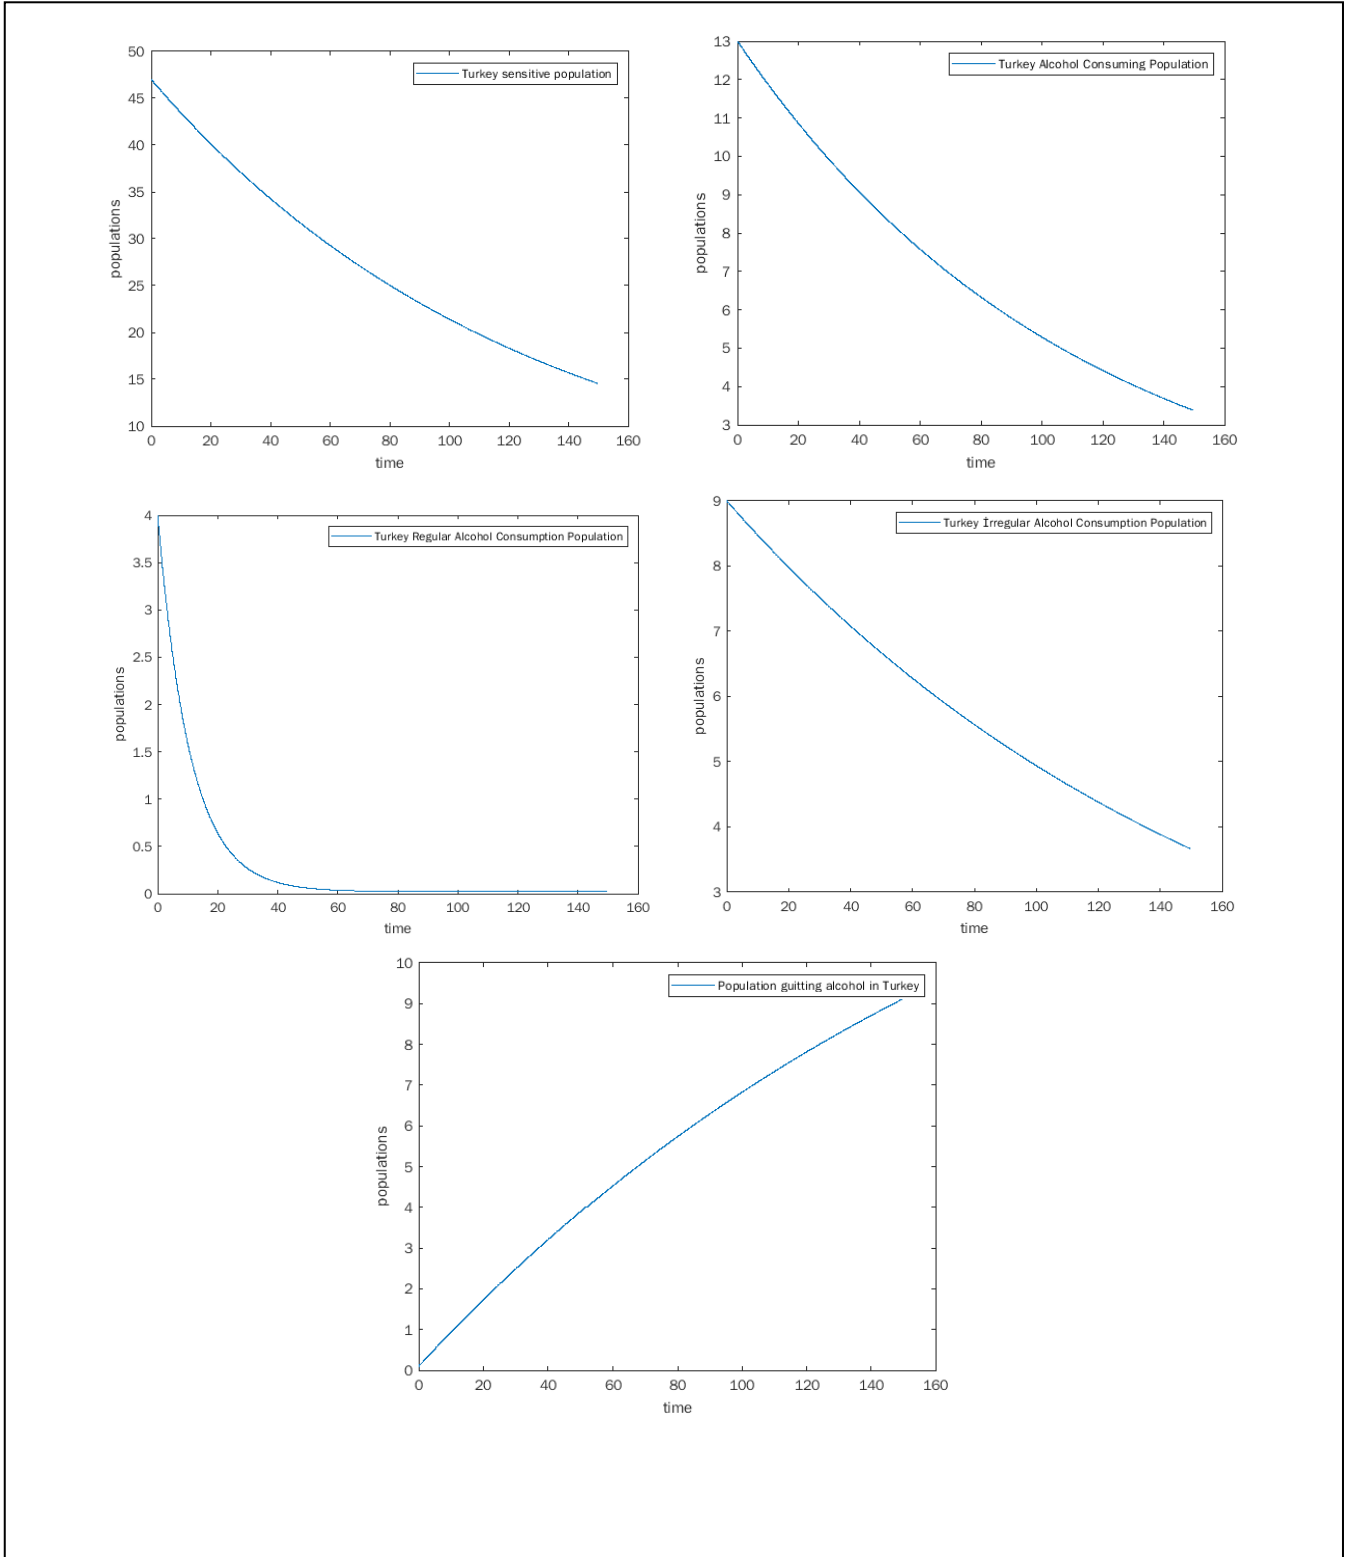 50
45
40
35
30
25
20
15
10
populations
Turkey sensitive population
0 20 40 60 80 100 120 140 160
time
13
12
11
10
9
8
7
6
5
4
3
populations
Turkey Alcohol Consuming Population
0 20 40 60 80 100 120 140 160
time
4
3.5
3
2.5
2
1.5
1
0.5
0
populations
Turkey Regular Alcohol Consumption Population
0 20 40 60 80 100 120 140 160
time
9
8
7
6
5
4
3
populations
Turkey İrregular Alcohol Consumption Population
0 20 40 60 80 100 120 140 160
time
10
9
8
7
6
5
4
3
2
1
0
populations
Population guitting alcohol in Turkey
0 20 40 60 80 100 120 140 160
time